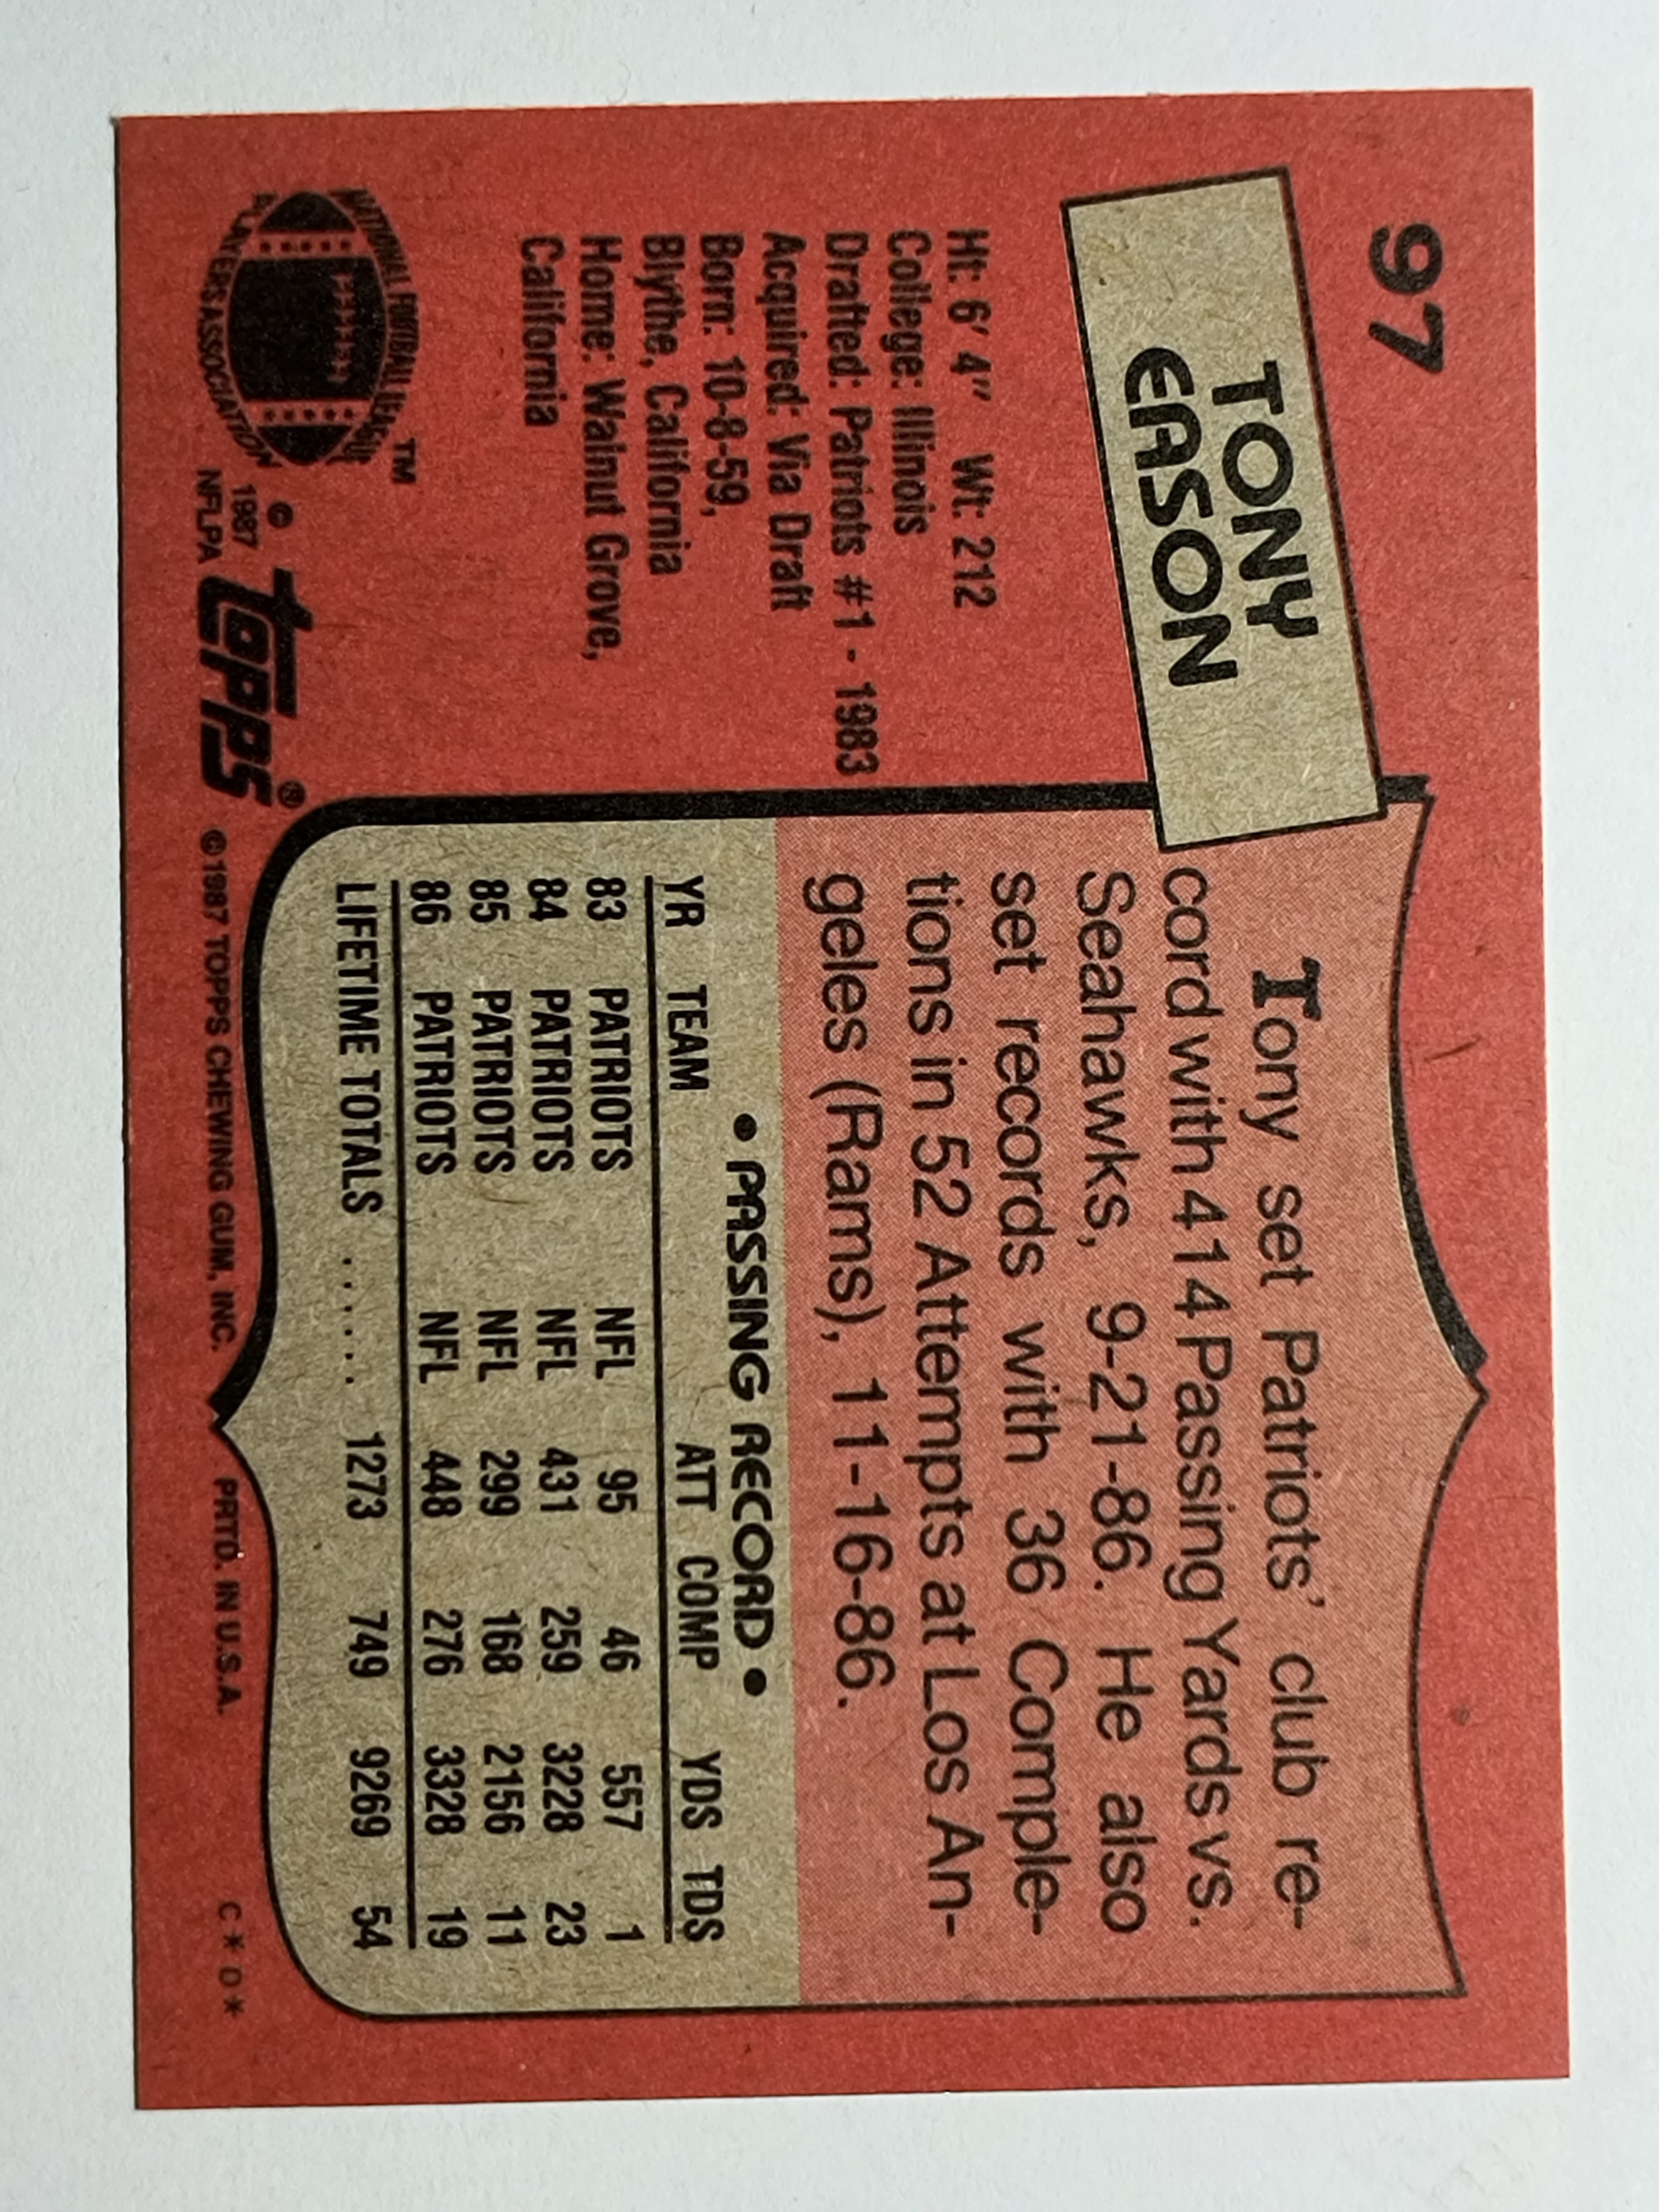 97
TONY
EASON
Ht: 6' 4" Wt: 212
College: Illinois
Drafted: Patriots #1 - 1983
Acquired: Via Draft
Born: 10-8-59,
Blythe, California
Home: Walnut Grove,
California
NATIONAL FOOTBALL LEAGUE
PLAYERS ASSOCIATION
TM
©
1987
NFLPA
topps®
Tony set Patriots' club re-
cord with 414 Passing Yards vs.
Seahawks, 9-21-86. He also
set records with 36 Comple-
tions in 52 Attempts at Los An-
geles (Rams), 11-16-86.
• PASSING RECORD •
YR TEAM ATT COMP YDS TDS
83 PATRIOTS NFL 95 46 557 1
84 PATRIOTS NFL 431 259 3228 23
85 PATRIOTS NFL 299 168 2156 11
86 PATRIOTS NFL 448 276 3328 19
LIFETIME TOTALS ....... 1273 749 9269 54
©1987 TOPPS CHEWING GUM, INC. PRTD. IN U.S.A. C*D*